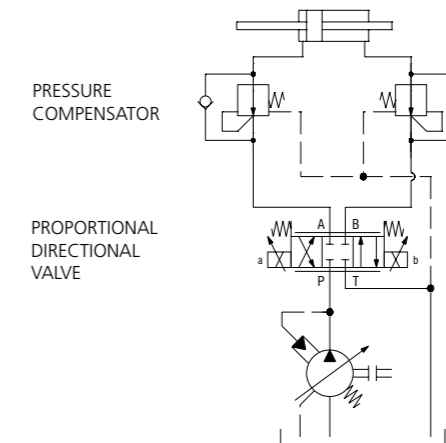 PRESSURE
COMPENSATOR
PROPORTIONAL
DIRECTIONAL
VALVE
A B
a b
P T